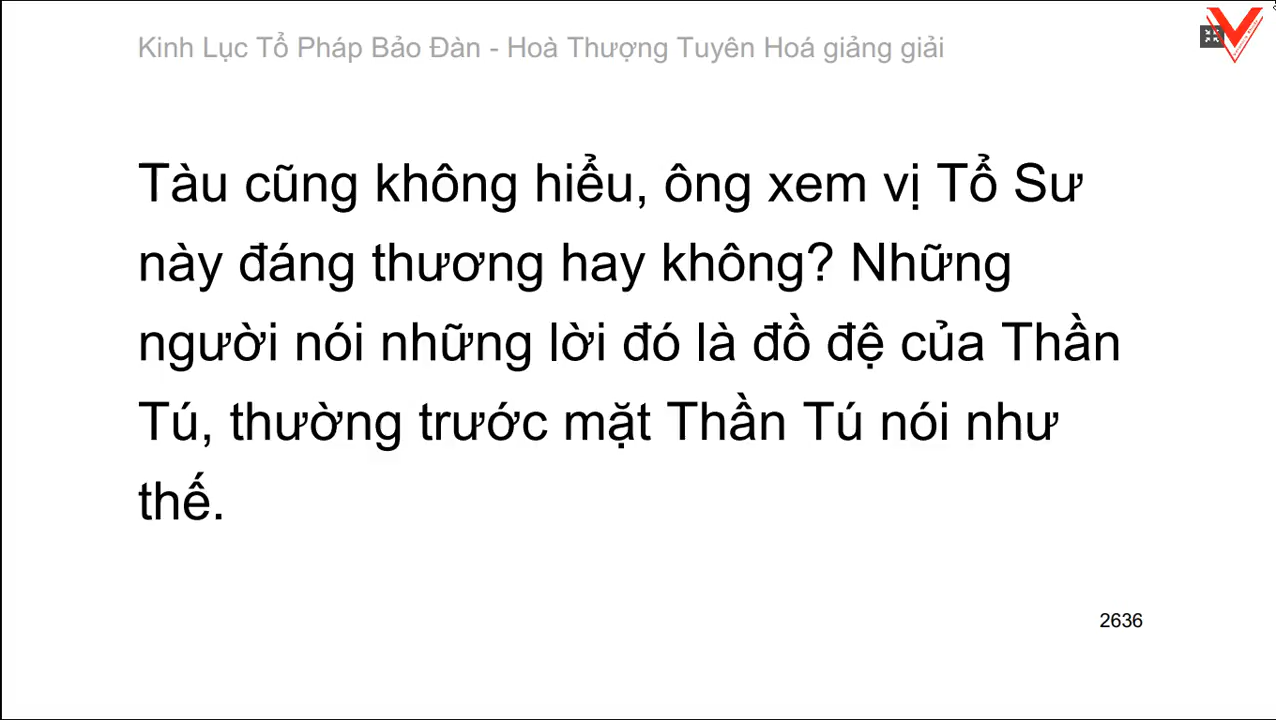 Kinh Lục Tổ Pháp Bảo Đàn - Hoà Thượng Tuyên Hoá giảng giải
Tàu cũng không hiểu, ông xem vị Tổ Sư
này đáng thương hay không? Những
người nói những lời đó là đồ đệ của Thần
Tú, thường trước mặt Thần Tú nói như
thế.
2636